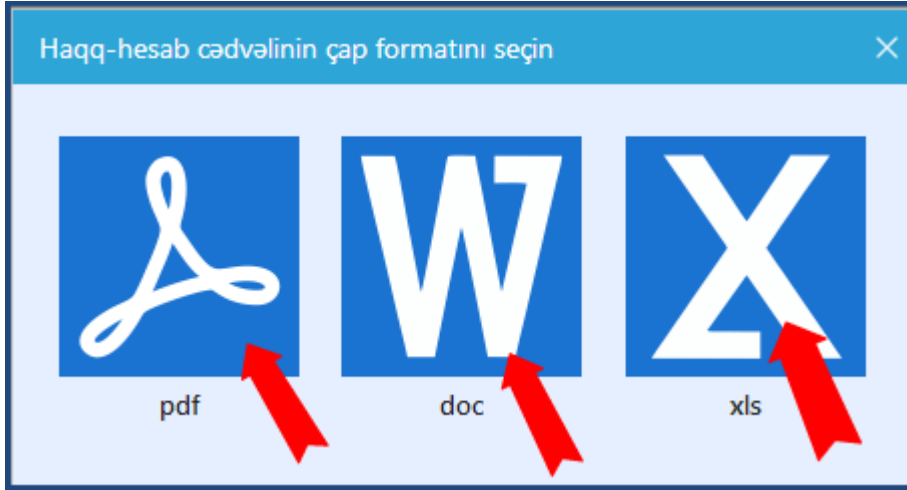 Haqq-hesab cədvəlinin çap formatını seçin
pdf doc xls